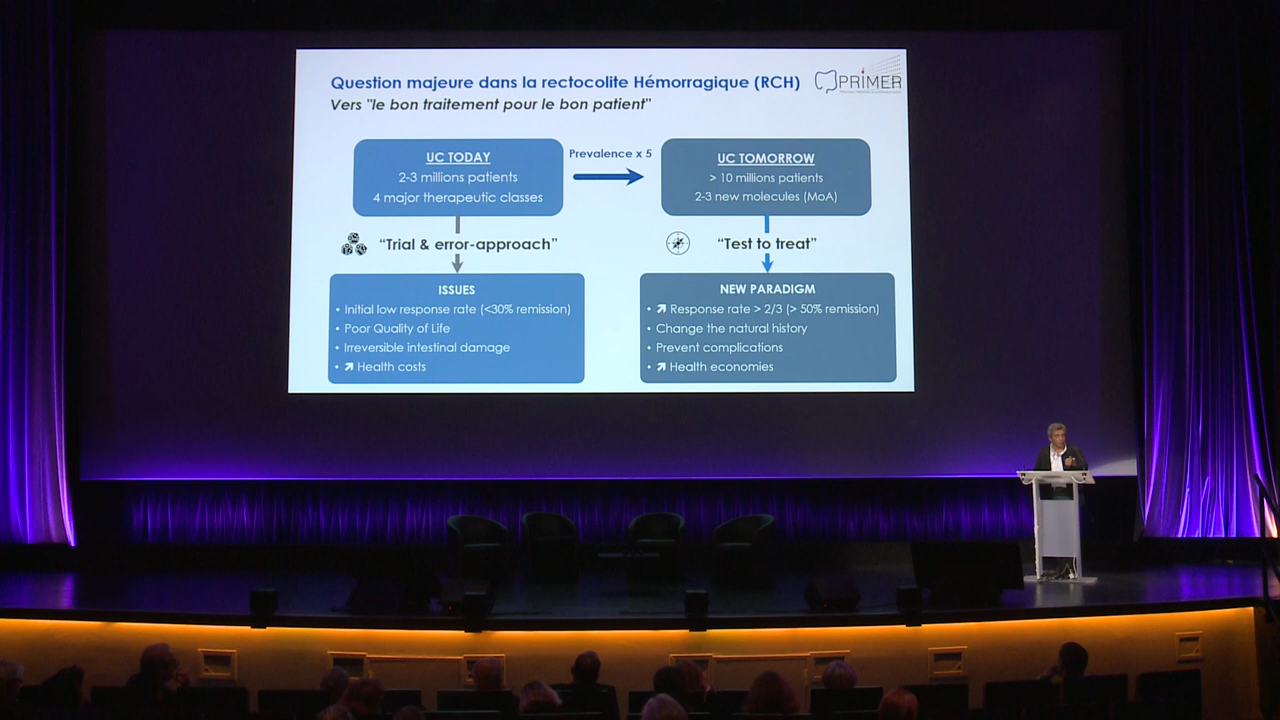 Question majeure dans la rectocolite Hémorragique (RCH)
PRIMER
Vers "le bon traitement pour le bon patient"
UC TODAY
2-3 millions patients
4 major therapeutic classes
Prevalence x 5
UC TOMORROW
> 10 millions patients
2-3 new molecules (MoA)
“Trial & error-approach”
“Test to treat”
ISSUES
• Initial low response rate (<30% remission)
• Poor Quality of Life
• Irreversible intestinal damage
• ↗ Health costs
NEW PARADIGM
• ↗ Response rate > 2/3 (> 50% remission)
• Change the natural history
• Prevent complications
• ↗ Health economies